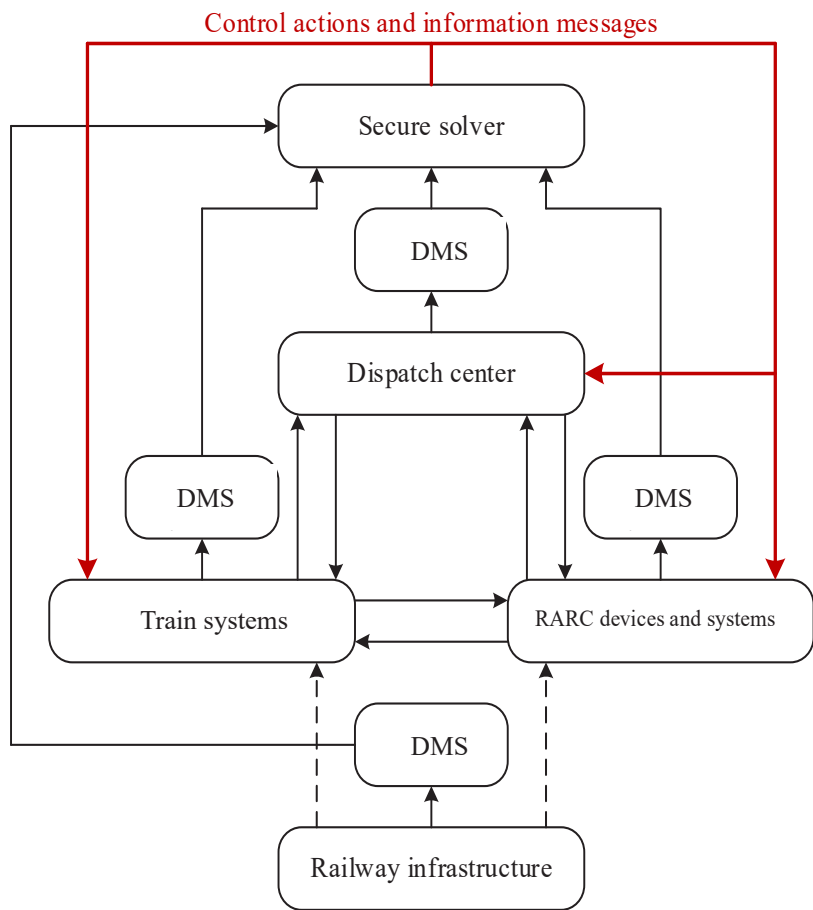 Control actions and information messages
Secure solver
DMS
Dispatch center
DMS
DMS
Train systems
RARC devices and systems
DMS
Railway infrastructure